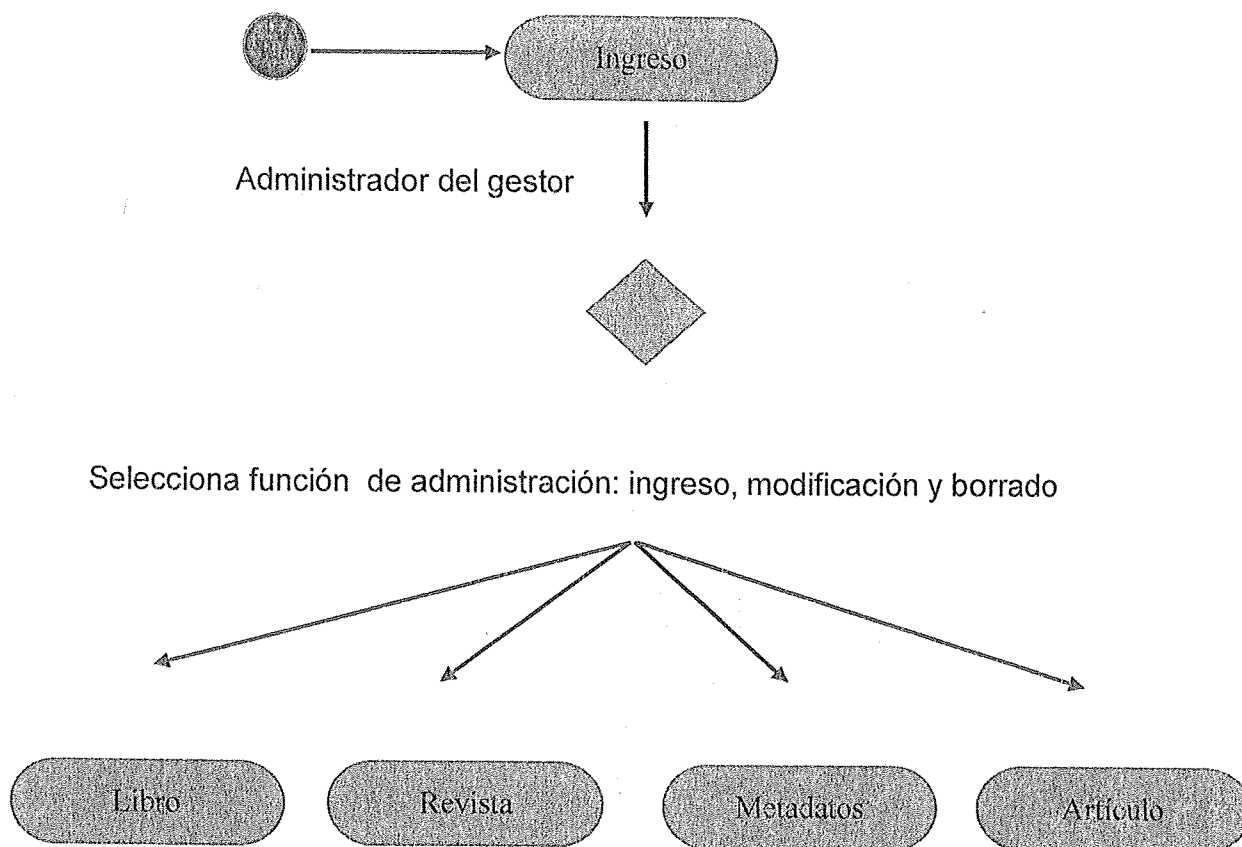 Ingreso
Administrador del gestor
Selecciona función de administración: ingreso, modificación y borrado
Libro
Revista
Metadatos
Artículo